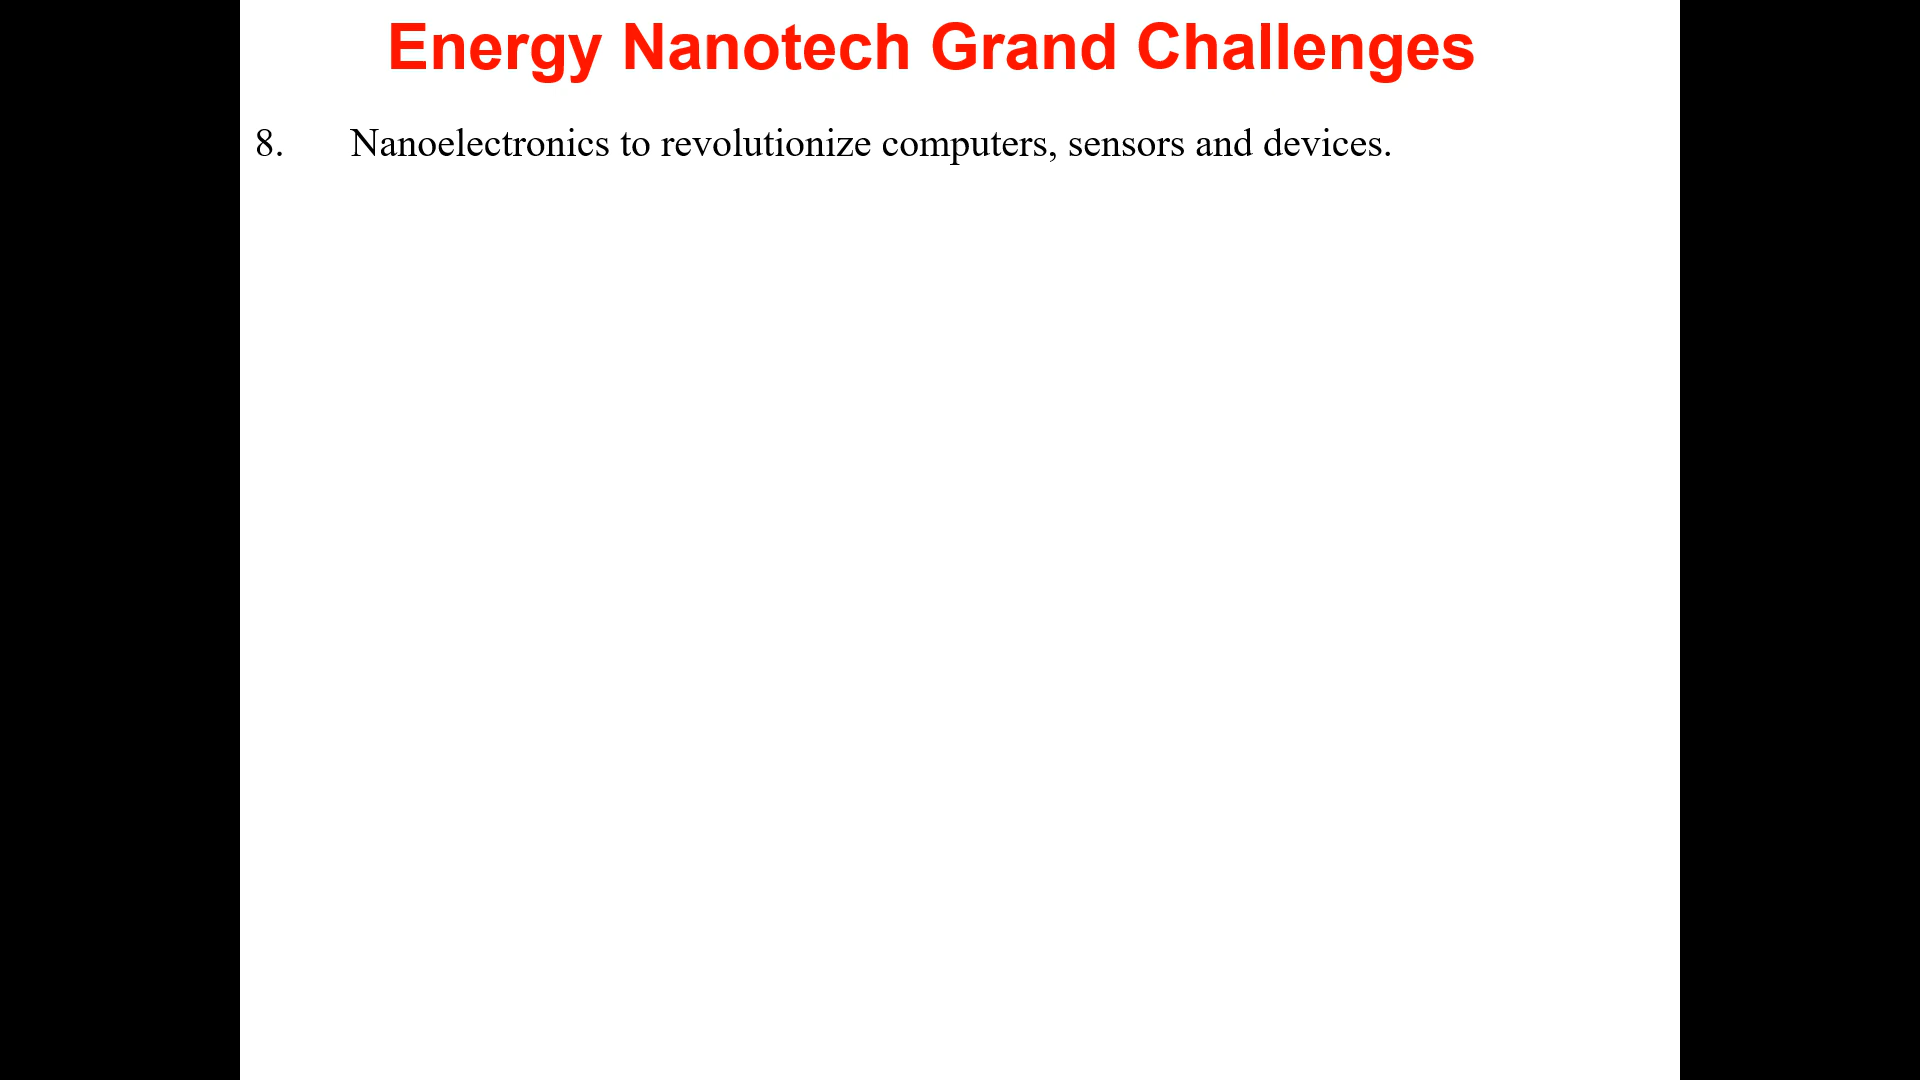 Energy Nanotech Grand Challenges
8. Nanoelectronics to revolutionize computers, sensors and devices.